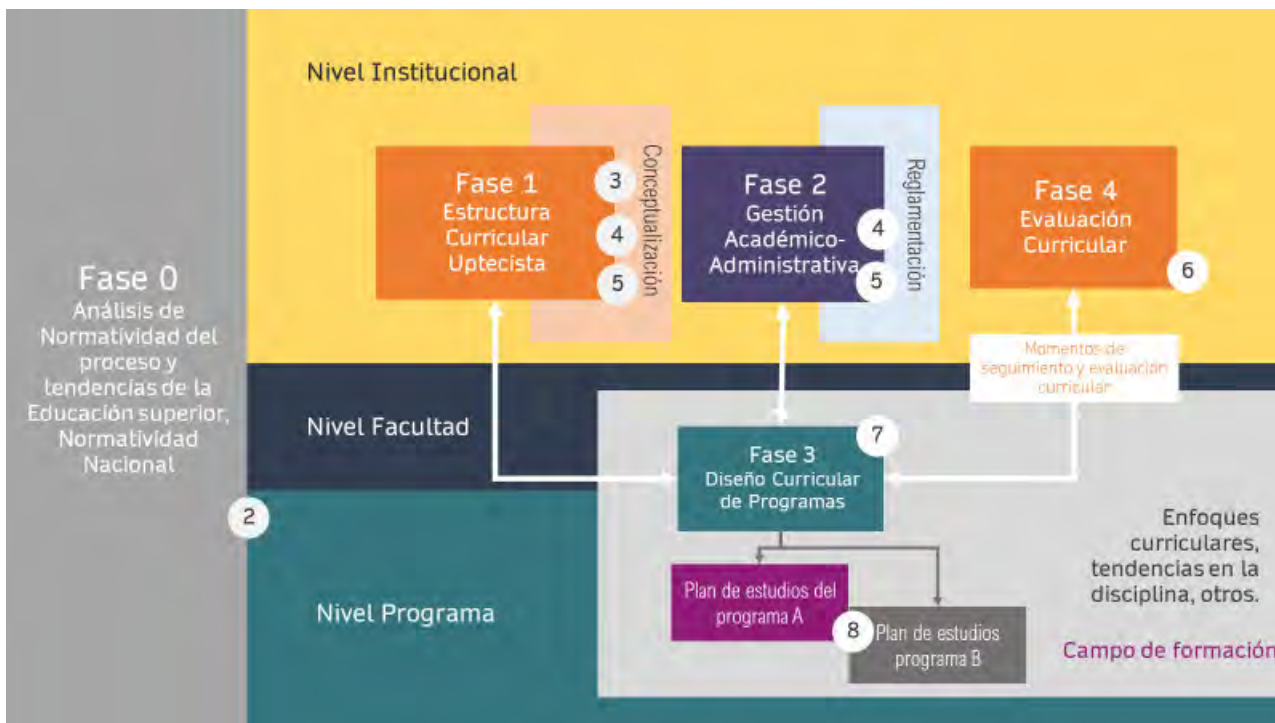 Nivel Institucional
Fase 0
Análisis de
Normatividad del
proceso y
tendencias de la
Educación superior,
Normatividad
Nacional
2
Fase 1
Estructura
Curricular
Uptecista
3
4
5
Conceptualización
Fase 2
Gestión
Académico-
Administrativa
4
5
Reglamentación
Fase 4
Evaluación
Curricular
6
Momentos de
seguimiento y evaluación
curricular
Nivel Facultad
Fase 3
Diseño Curricular
de Programas
7
Nivel Programa
Plan de estudios del
programa A
8
Plan de estudios
programa B
Enfoques
curriculares,
tendencias en la
disciplina, otros.
Campo de formación